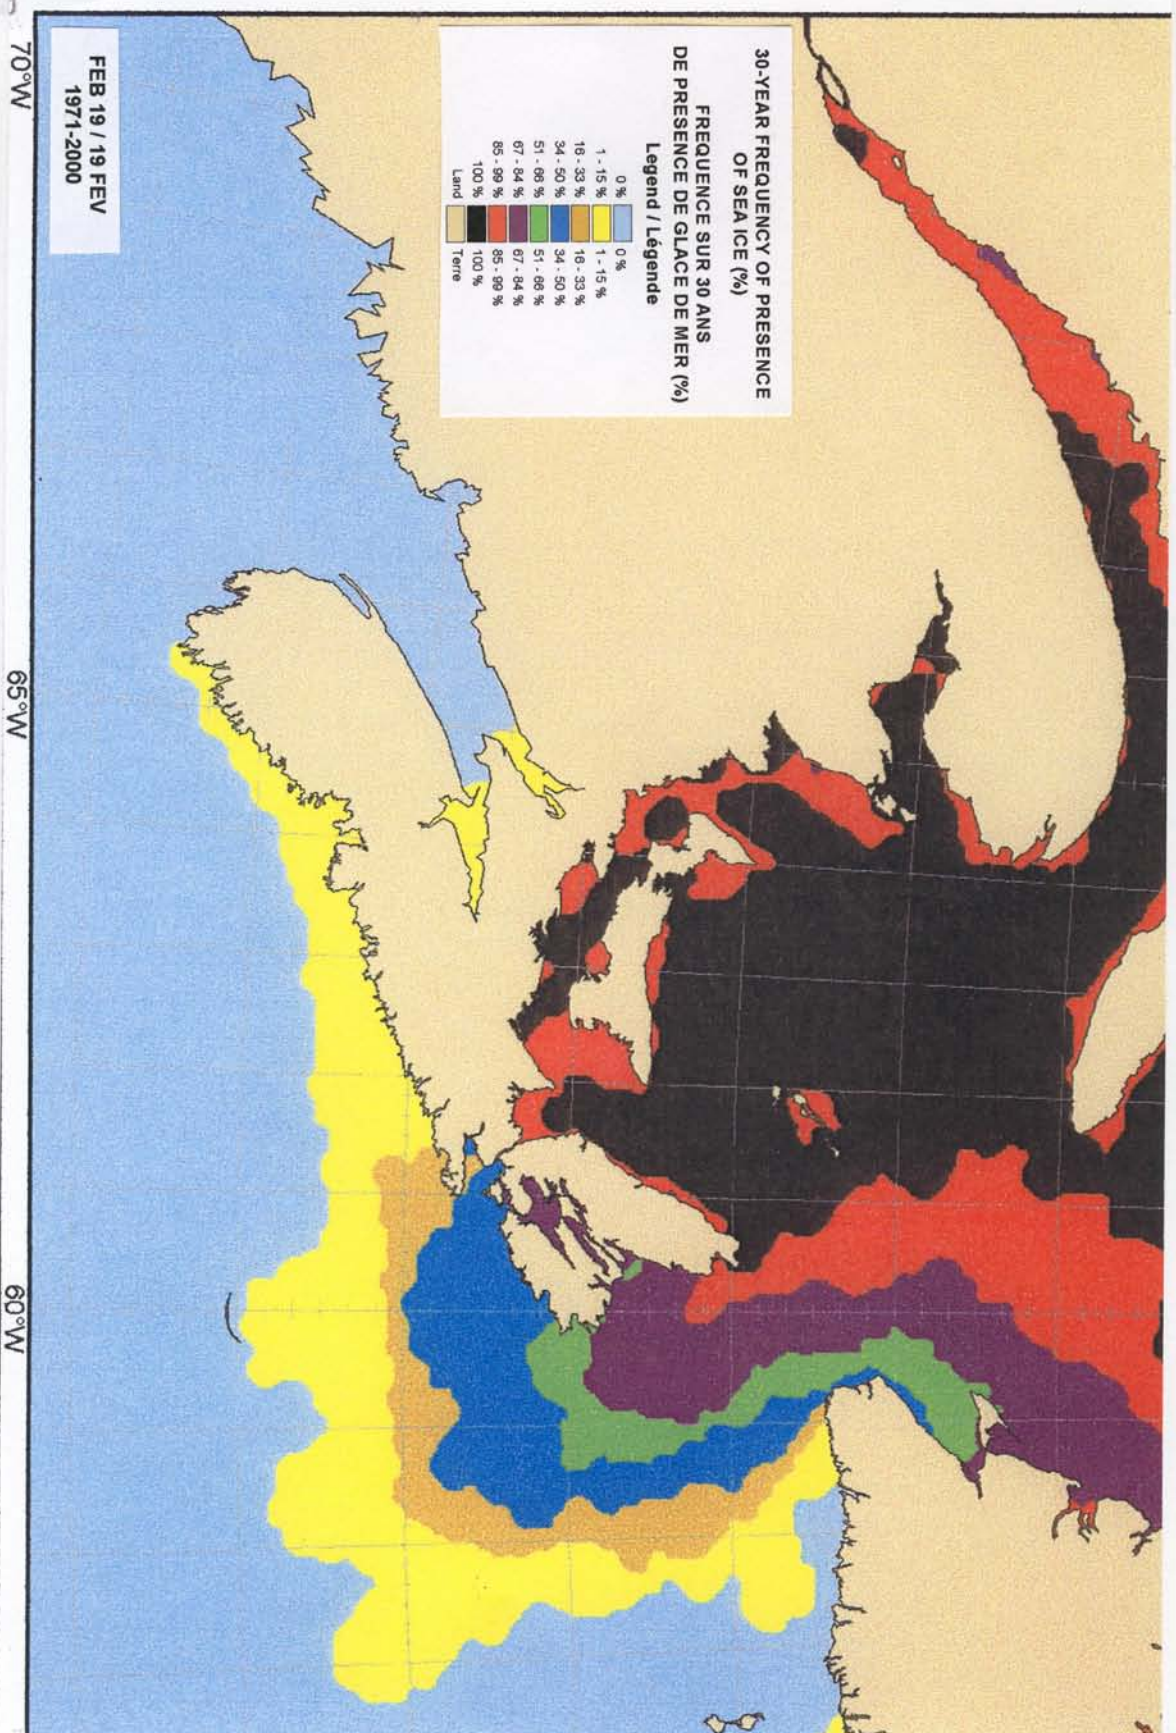 30-YEAR FREQUENCY OF PRESENCE
OF SEA ICE (%)
FREQUENCE SUR 30 ANS
DE PRESENCE DE GLACE DE MER (%)
Legend / Légende
0 % 0 %
1 - 15 % 1 - 15 %
16 - 33 % 16 - 33 %
34 - 50 % 34 - 50 %
51 - 66 % 51 - 66 %
67 - 84 % 67 - 84 %
85 - 99 % 85 - 99 %
100 % 100 %
Land Terre
FEB 19 / 19 FEV
1971-2000
70°W
65°W
60°W